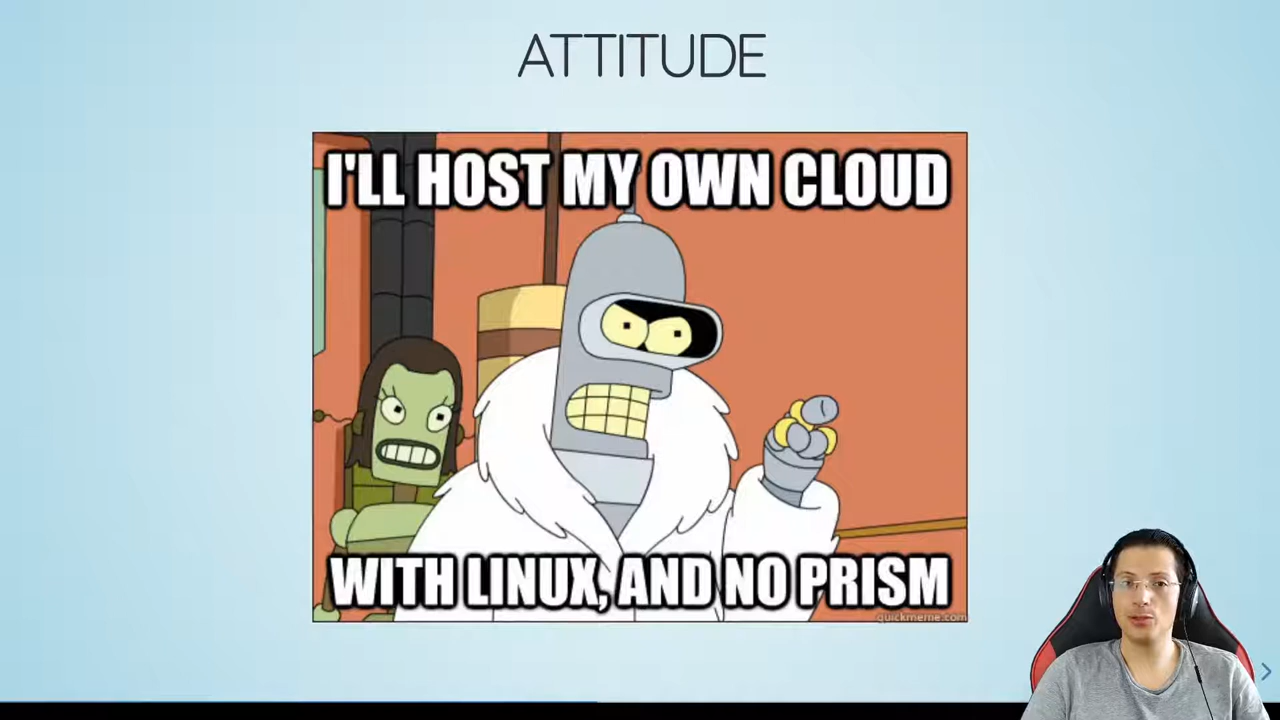 ATTITUDE
I'LL HOST MY OWN CLOUD
WITH LINUX, AND NO PRISM
quickmeme.com